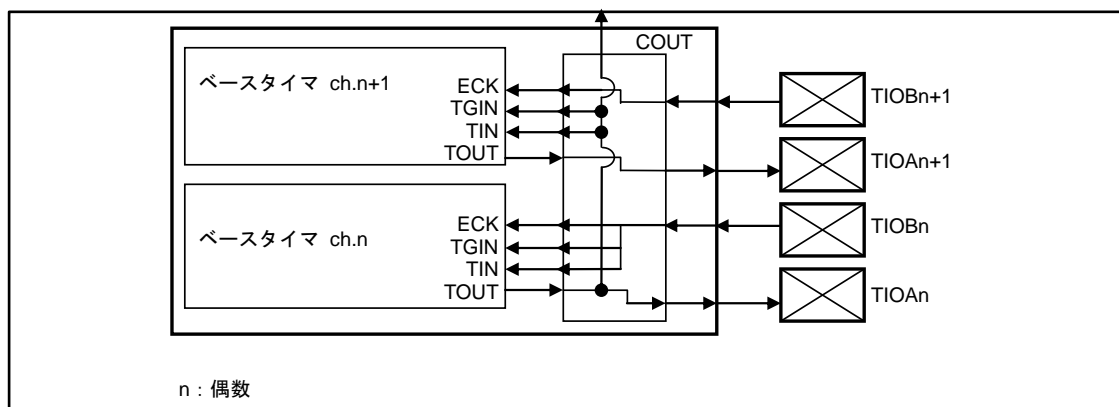 COUT
ベースタイマ ch.n+1
ECK
TGIN
TIN
TOUT
TIOBn+1
TIOAn+1
ベースタイマ ch.n
ECK
TGIN
TIN
TOUT
TIOBn
TIOAn
n：偶数